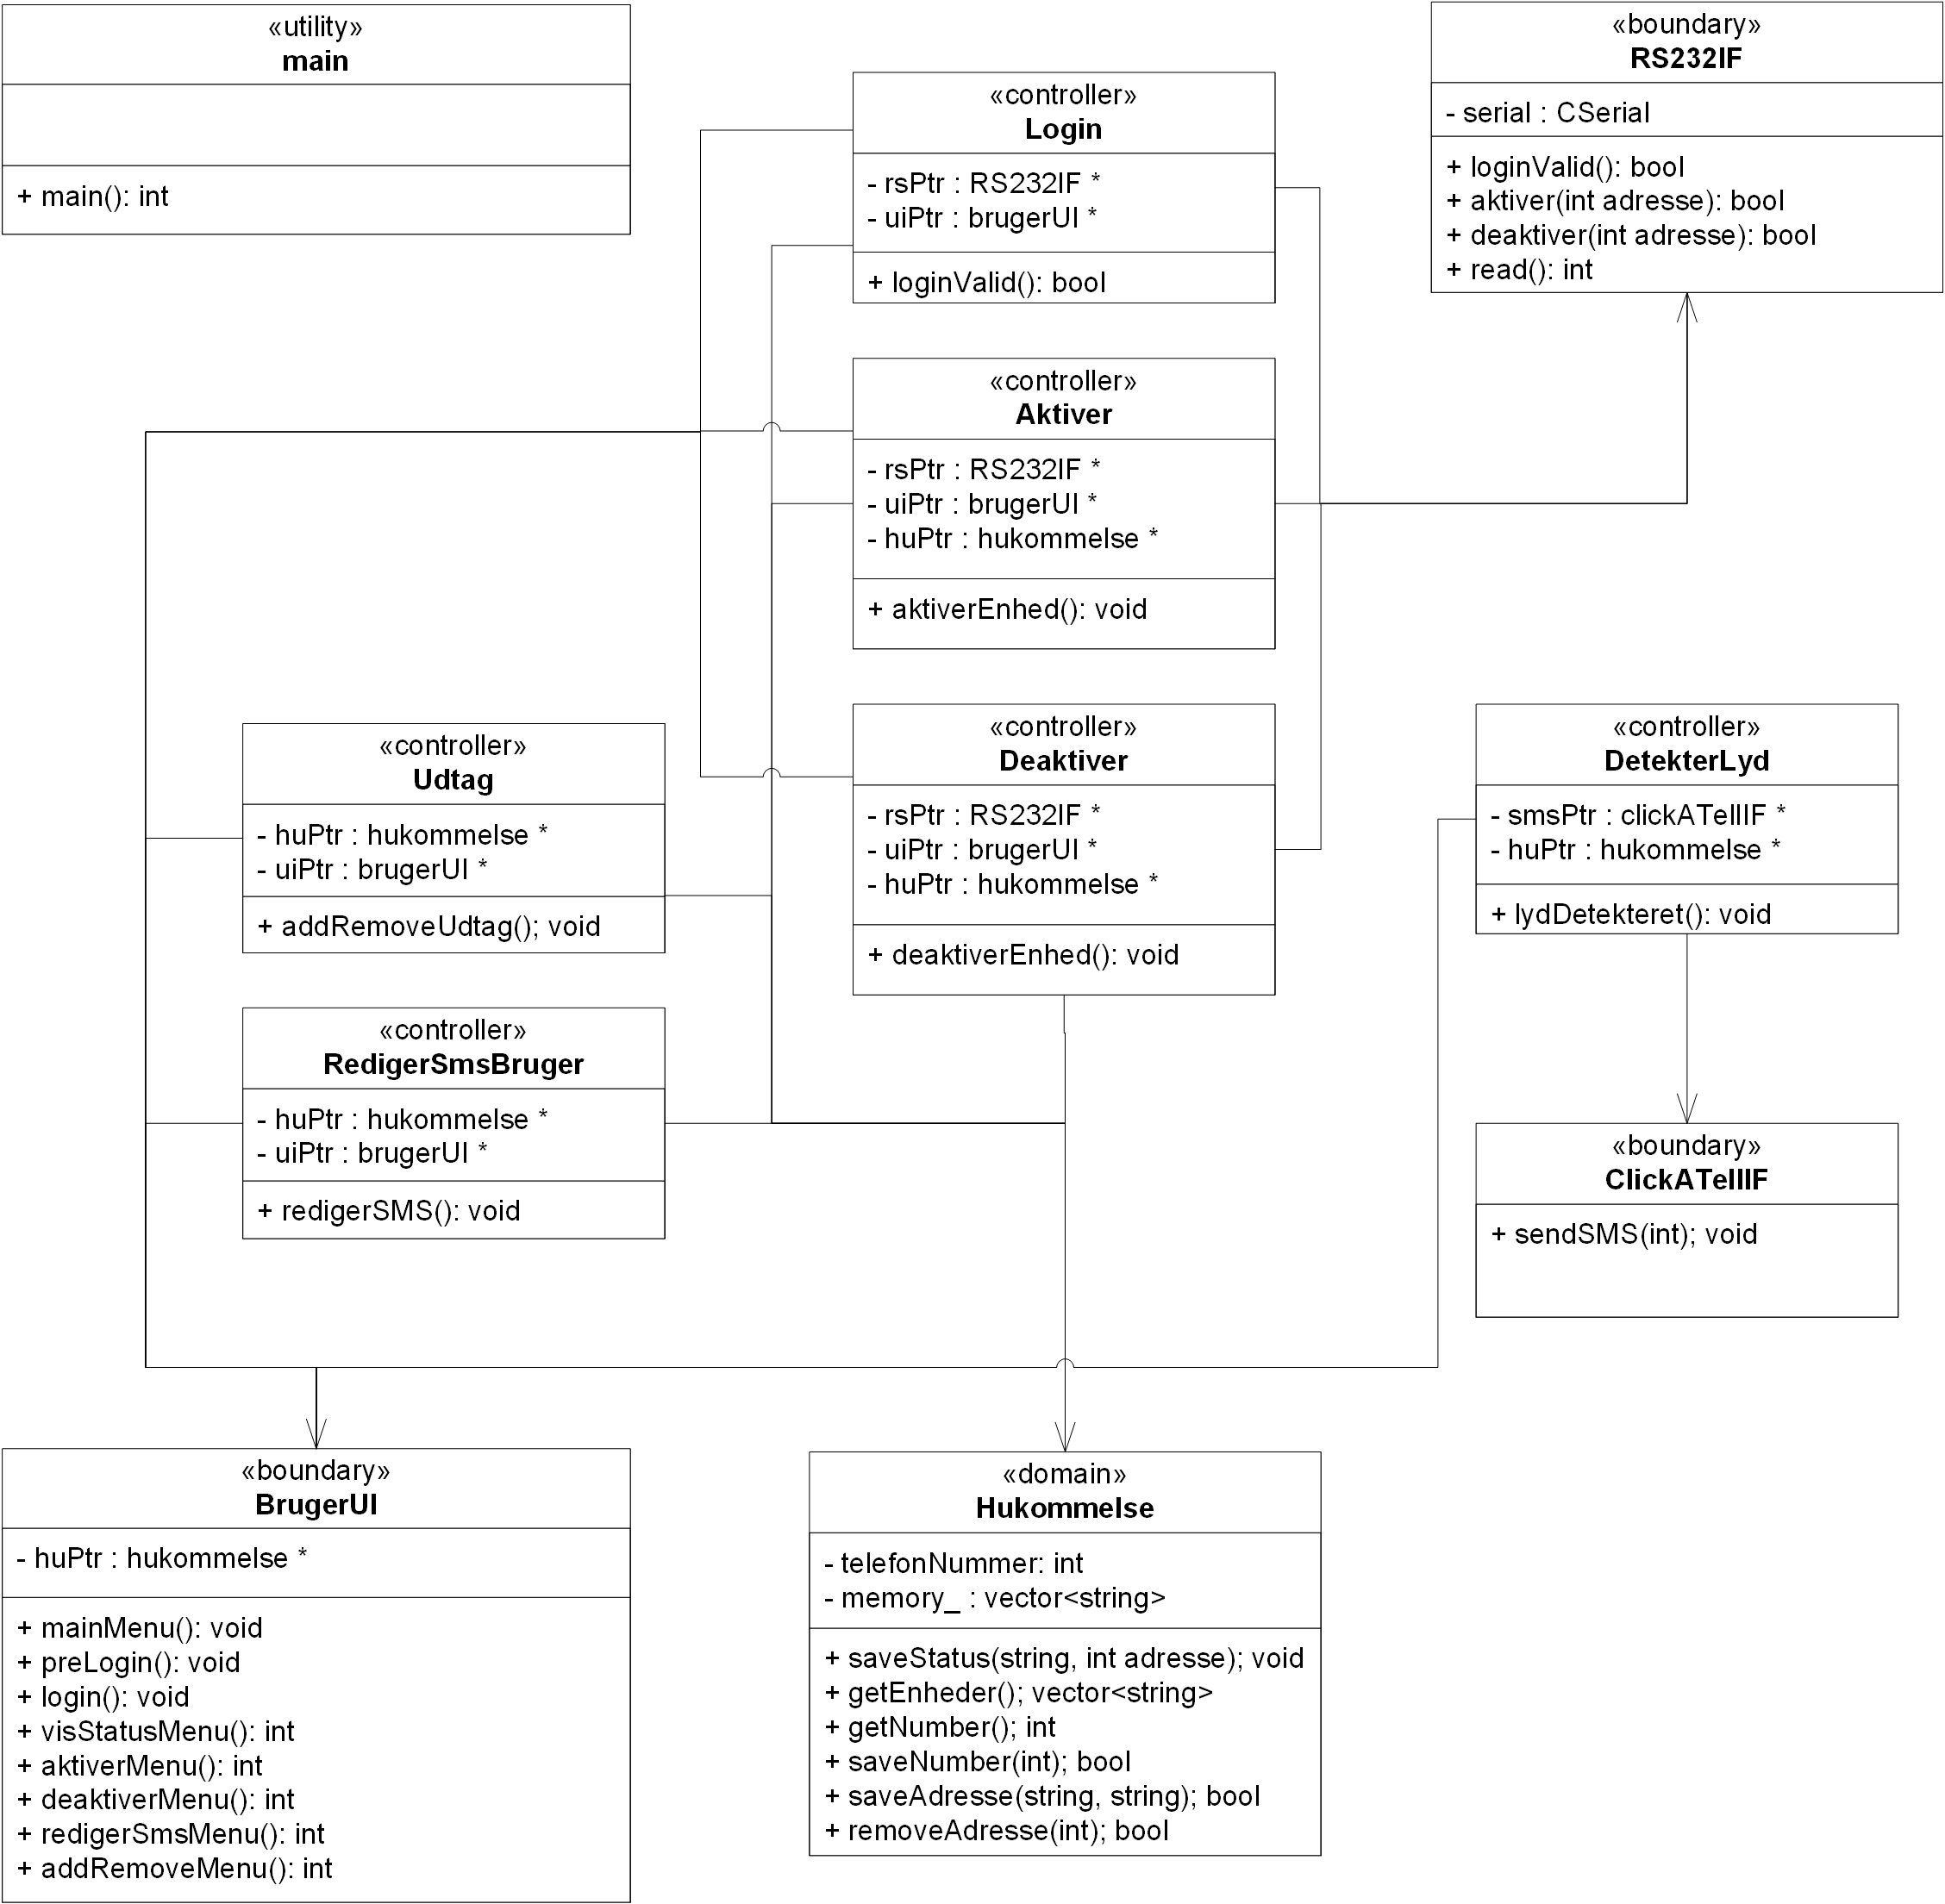 «utility»
main
+ main(): int
«controller»
Login
- rsPtr : RS232IF *
- uiPtr : brugerUI *
+ loginValid(): bool
«boundary»
RS232IF
- serial : CSerial
+ loginValid(): bool
+ aktiver(int adresse): bool
+ deaktiver(int adresse): bool
+ read(): int
«controller»
Aktiver
- rsPtr : RS232IF *
- uiPtr : brugerUI *
- huPtr : hukommelse *
+ aktiverEnhed(): void
«controller»
Udtag
- huPtr : hukommelse *
- uiPtr : brugerUI *
+ addRemoveUdtag(); void
«controller»
Deaktiver
- rsPtr : RS232IF *
- uiPtr : brugerUI *
- huPtr : hukommelse *
+ deaktiverEnhed(): void
«controller»
DetekterLyd
- smsPtr : clickATellIF *
- huPtr : hukommelse *
+ lydDetekteret(): void
«controller»
RedigerSmsBruger
- huPtr : hukommelse *
- uiPtr : brugerUI *
+ redigerSMS(): void
«boundary»
ClickATellIF
+ sendSMS(int); void
«boundary»
BrugerUI
- huPtr : hukommelse *
+ mainMenu(): void
+ preLogin(): void
+ login(): void
+ visStatusMenu(): int
+ aktiverMenu(): int
+ deaktiverMenu(): int
+ redigerSmsMenu(): int
+ addRemoveMenu(): int
«domain»
Hukommelse
- telefonNummer: int
- memory_ : vector<string>
+ saveStatus(string, int adresse); void
+ getEnheder(); vector<string>
+ getNumber(); int
+ saveNumber(int); bool
+ saveAdresse(string, string); bool
+ removeAdresse(int); bool